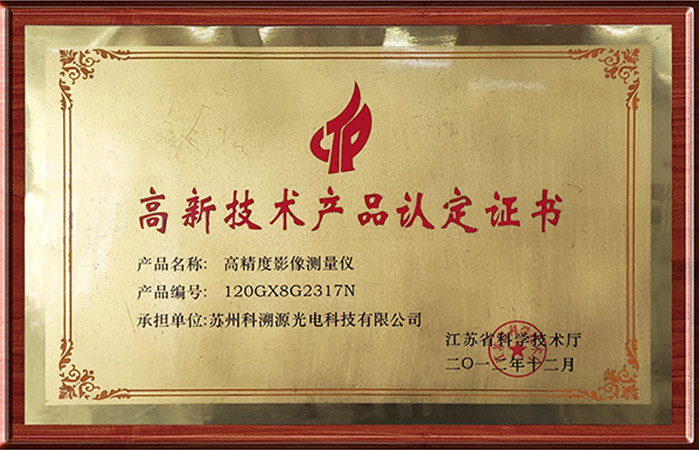 高新技术产品认定证书
产品名称: 高精度影像测量仪
产品编号: 120GX8G2317N
承担单位:苏州科溯源光电科技有限公司
江苏省科学技术厅
二〇一二年十二月